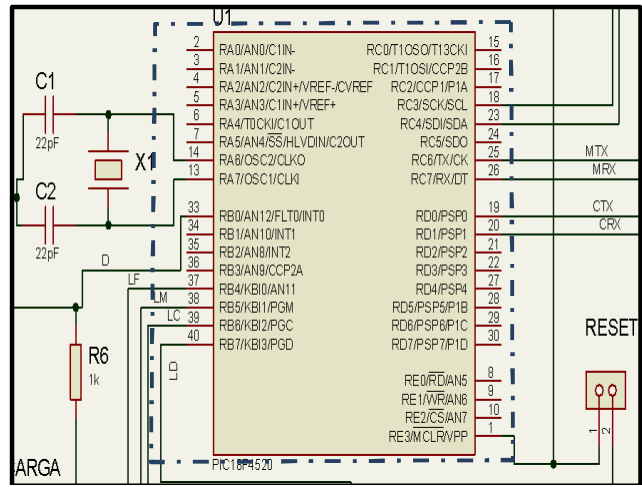 U1
C1
22pF
X1
C2
22pF
2 RA0/AN0/C1IN-
3 RA1/AN1/C2IN-
4 RA2/AN2/C2IN+/VREF-/CVREF
5 RA3/AN3/C1IN+/VREF+
6 RA4/T0CKI/C1OUT
7 RA5/AN4/SS/HLVDIN/C2OUT
14 RA6/OSC2/CLKO
13 RA7/OSC1/CLKI
33 RB0/AN12/FLT0/INT0
34 RB1/AN10/INT1
35 RB2/AN8/INT2
36 RB3/AN9/CCP2A
37 RB4/KBI0/AN11
38 RB5/KBI1/PGM
39 RB6/KBI2/PGC
40 RB7/KBI3/PGD
RC0/T1OSO/T13CKI 15
RC1/T1OSI/CCP2B 16
RC2/CCP1/P1A 17
RC3/SCK/SCL 18
RC4/SDI/SDA 23
RC5/SDO 24
RC6/TX/CK 25
RC7/RX/DT 26
RD0/PSP0 19
RD1/PSP1 20
RD2/PSP2 21
RD3/PSP3 22
RD4/PSP4 27
RD5/PSP5/P1B 28
RD6/PSP6/P1C 29
RD7/PSP7/P1D 30
RE0/RD/AN5 8
RE1/WR/AN6 9
RE2/CS/AN7 10
RE3/MCLR/VPP 1
PIC18F4520
MTX
MRX
CTX
CRX
D
LF
LM
LC
LD
R6
1k
RESET
1
2
ARGA